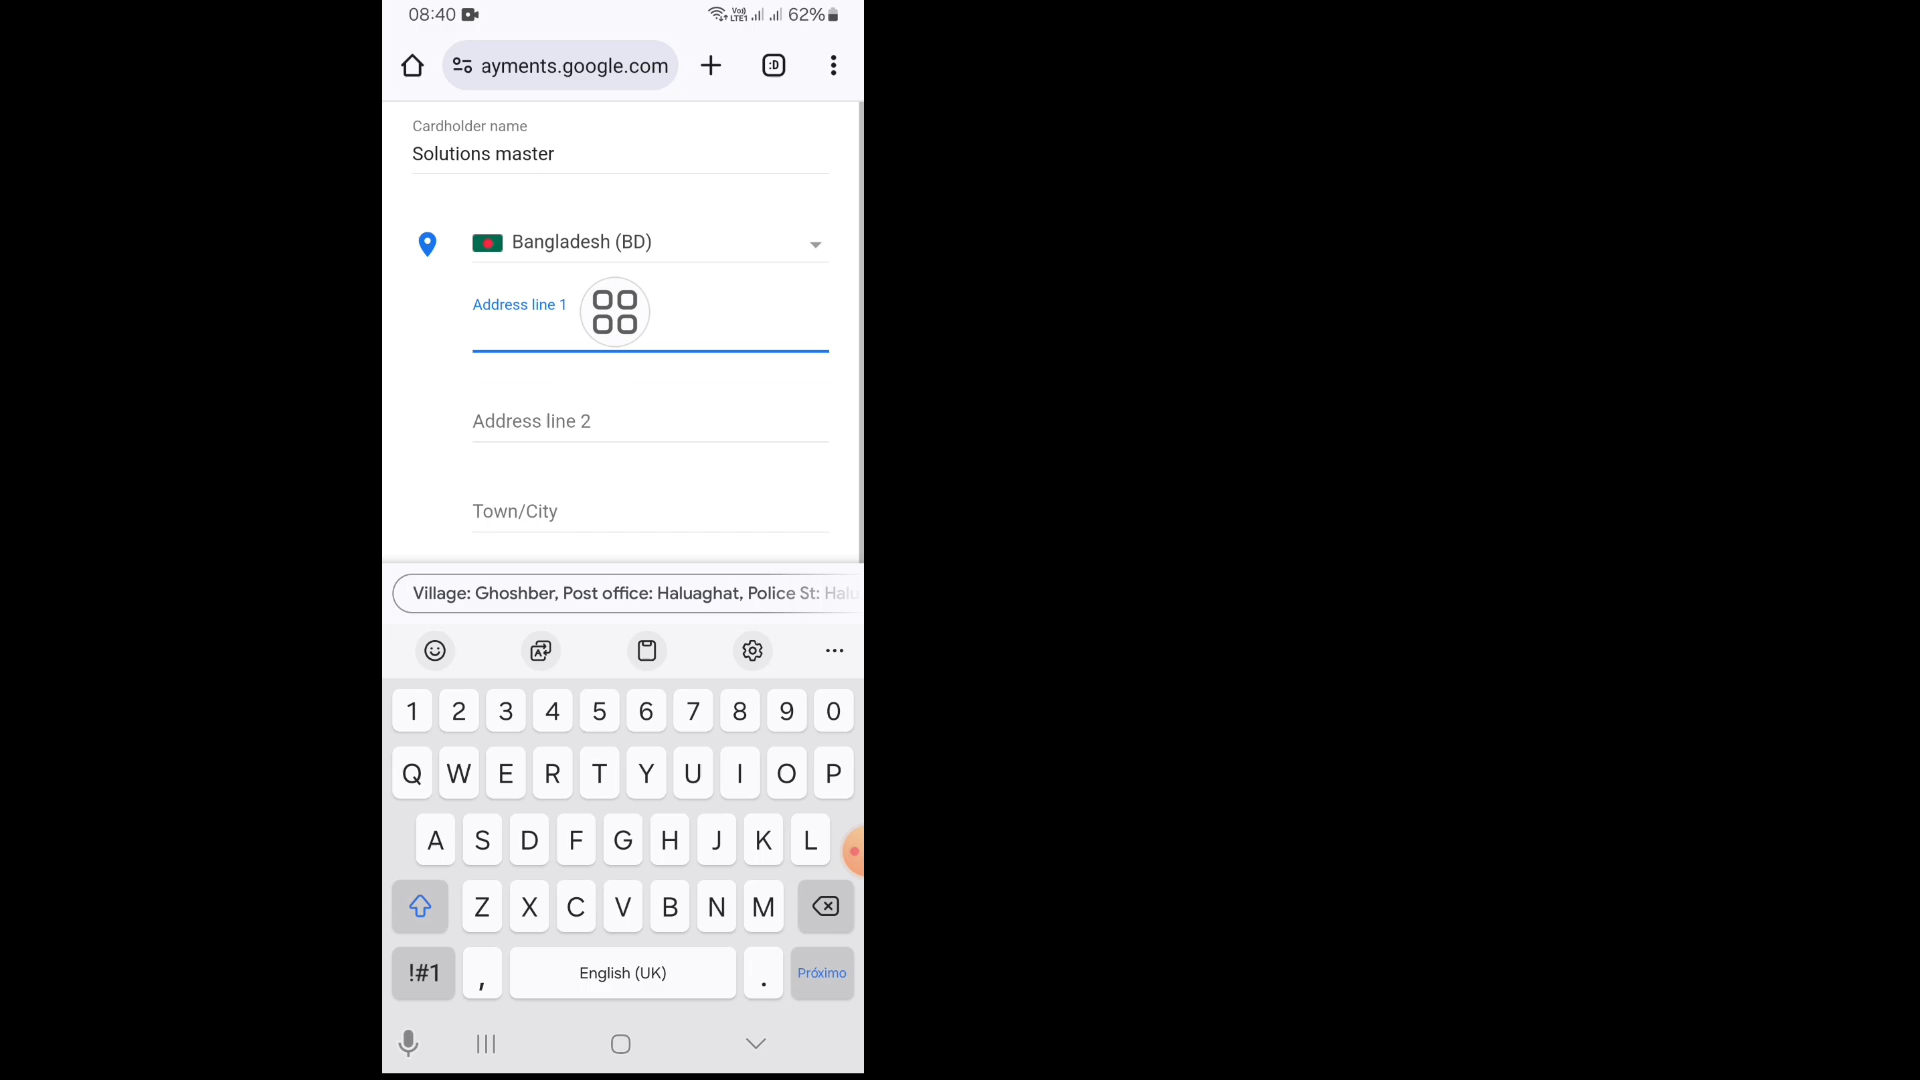 08:40
Vo)) LTE1 62%
ayments.google.com
:D
Cardholder name
Solutions master
Bangladesh (BD)
Address line 1
Address line 2
Town/City
Village: Ghoshber, Post office: Haluaghat, Police St: Halu
1 2 3 4 5 6 7 8 9 0
Q W E R T Y U I O P
A S D F G H J K L
Z X C V B N M
!#1 , English (UK) . Próximo